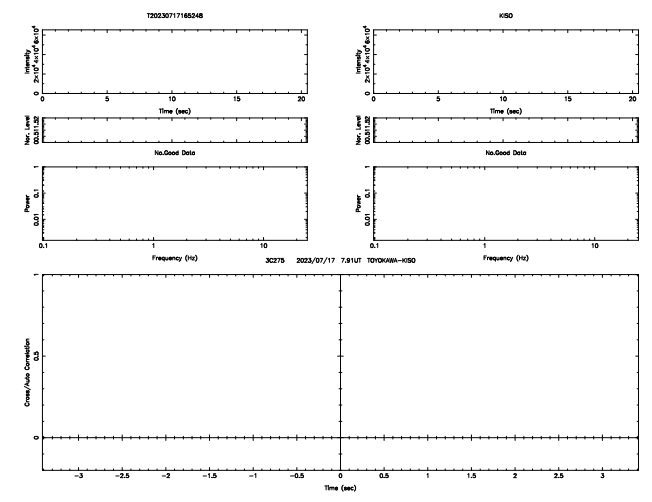 T20230717165248
KISO
Intensity
0 2×10⁴ 4×10⁴ 6×10⁴
0 5 10 15 20
Time (sec)
Intensity
0 2×10⁴ 4×10⁴ 6×10⁴
0 5 10 15 20
Time (sec)
Nor. Level
00.511.52
Nor. Level
00.511.52
No.Good Data
No.Good Data
Power
1
0.1
0.01
0.1 1 10
Frequency (Hz)
Power
1
0.1
0.01
0.1 1 10
Frequency (Hz)
3C275 2023/07/17 7.91UT TOYOKAWA-KISO
Cross/Auto Correlation
1
0.5
0
-3 -2.5 -2 -1.5 -1 -0.5 0 0.5 1 1.5 2 2.5 3
Time (sec)